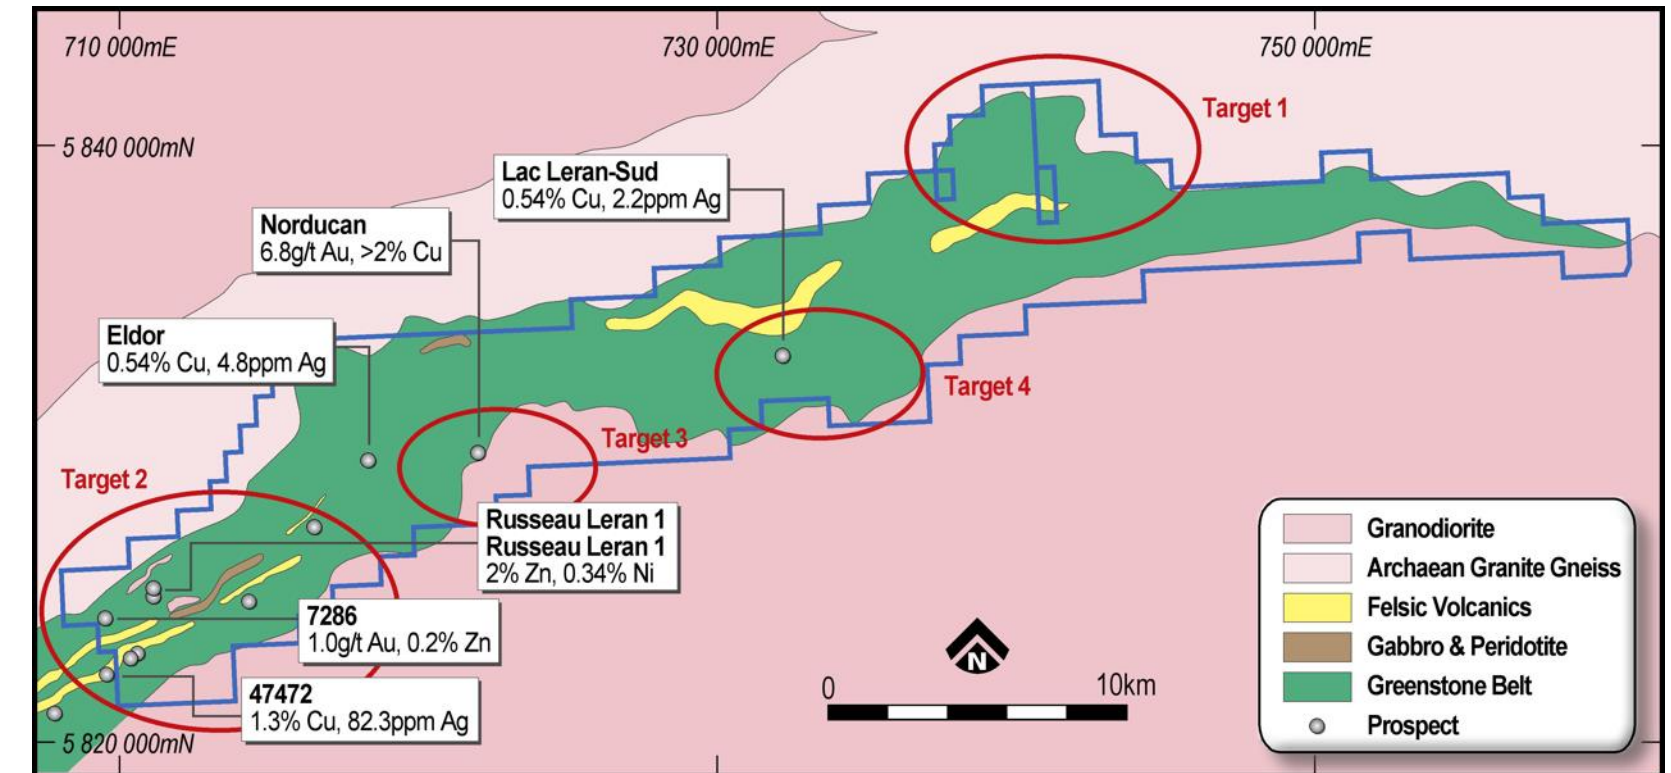 710 000mE
730 000mE
750 000mE
Target 1
5 840 000mN
Lac Leran-Sud
0.54% Cu, 2.2ppm Ag
Norducan
6.8g/t Au, >2% Cu
Eldor
0.54% Cu, 4.8ppm Ag
Target 4
Target 3
Target 2
Russeau Leran 1
Russeau Leran 1
2% Zn, 0.34% Ni
7286
1.0g/t Au, 0.2% Zn
47472
1.3% Cu, 82.3ppm Ag
5 820 000mN
N
0
10km
Granodiorite
Archaean Granite Gneiss
Felsic Volcanics
Gabbro & Peridotite
Greenstone Belt
Prospect